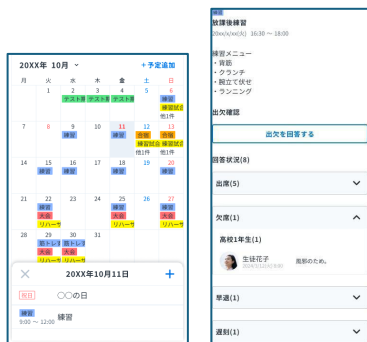 20XX年 10月
+予定追加
月 火 水 木 金 土 日
1 2 3 4 5 6
テスト期 テスト期 テスト期 練習
練習試合
他1件
7 8 9 10 11 12 13
練習 練習 合宿 合宿
練習試合 練習試合
他1件 他1件
14 15 16 17 18 19 20
練習 練習 練習 練習
21 22 23 24 25 26 27
練習 練習 練習
大会 大会 大会
リハーサ リハーサ リハーサ
28 29 30 31
筋トレ 筋トレ
大会 大会
リハーサ リハーサ
20XX年10月11日 +
祝日 〇〇の日
練習
9:00 ～ 12:00 練習
練習
放課後練習
20xx/x/xx(火) 16:30 ～ 18:00
練習メニュー
・背筋
・クランチ
・腕立て伏せ
・ランニング
出欠確認
出欠を回答する
回答状況(8)
出席(5)
欠席(1)
高校1年生(1)
生徒花子
風邪のため。
早退(1)
遅刻(1)